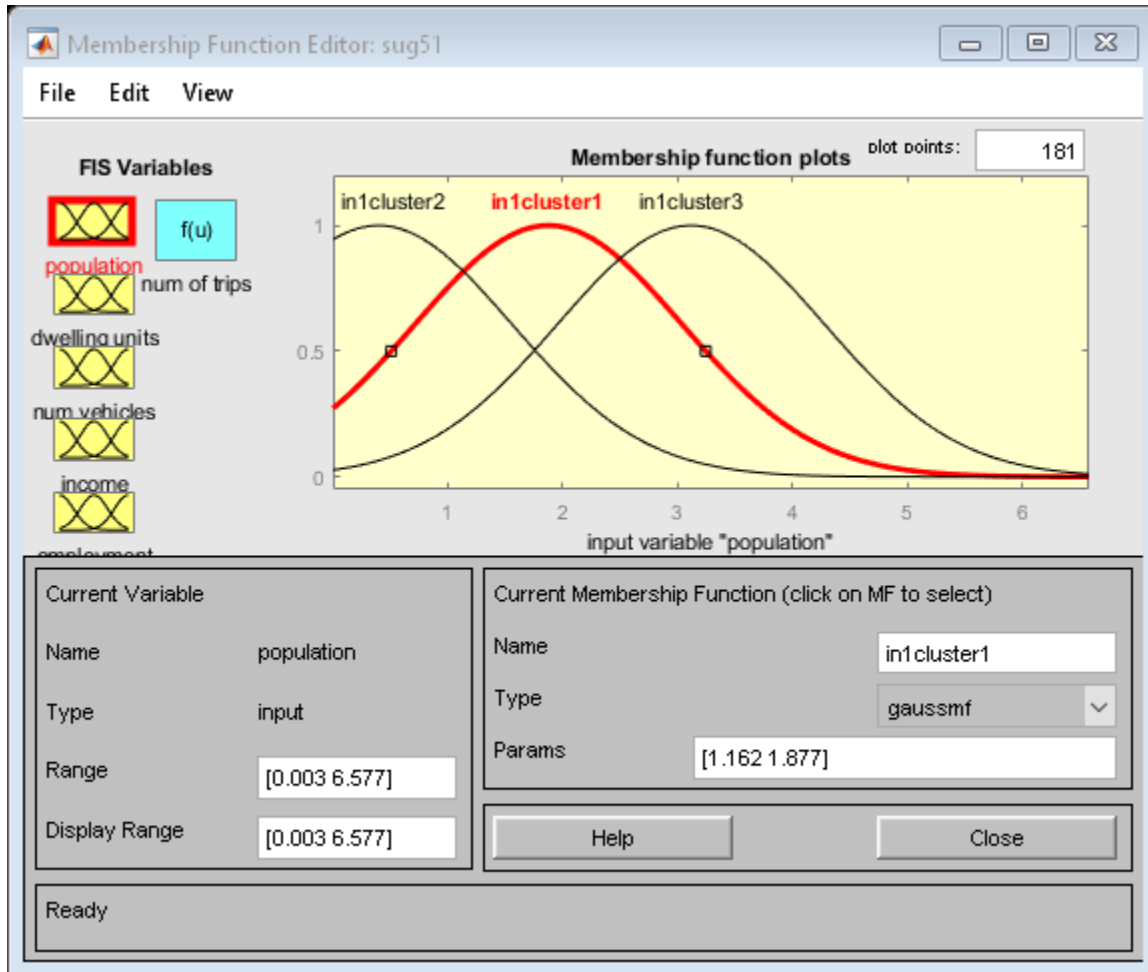 Membership Function Editor: sug51
File Edit View
FIS Variables
f(u)
population
num of trips
dwelling units
num vehicles
income
employment
Membership function plots
plot points:
181
in1cluster2
in1cluster1
in1cluster3
1
0.5
0
1 2 3 4 5 6
input variable "population"
Current Variable
Name population
Type input
Range [0.003 6.577]
Display Range [0.003 6.577]
Current Membership Function (click on MF to select)
Name in1cluster1
Type gaussmf
Params [1.162 1.877]
Help Close
Ready